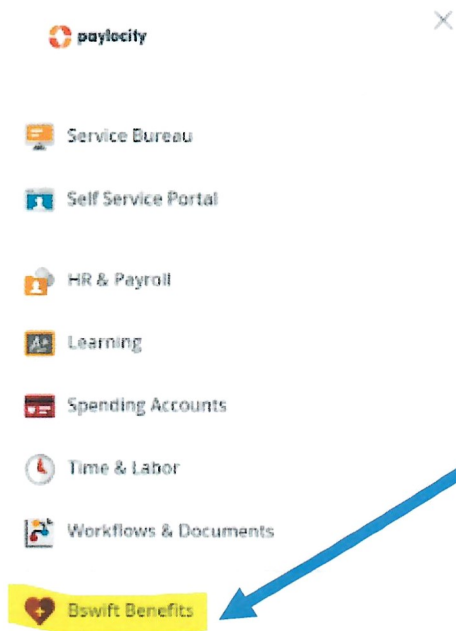 paylocity
Service Bureau
Self Service Portal
HR & Payroll
A+
Learning
Spending Accounts
Time & Labor
Workflows & Documents
Bswift Benefits